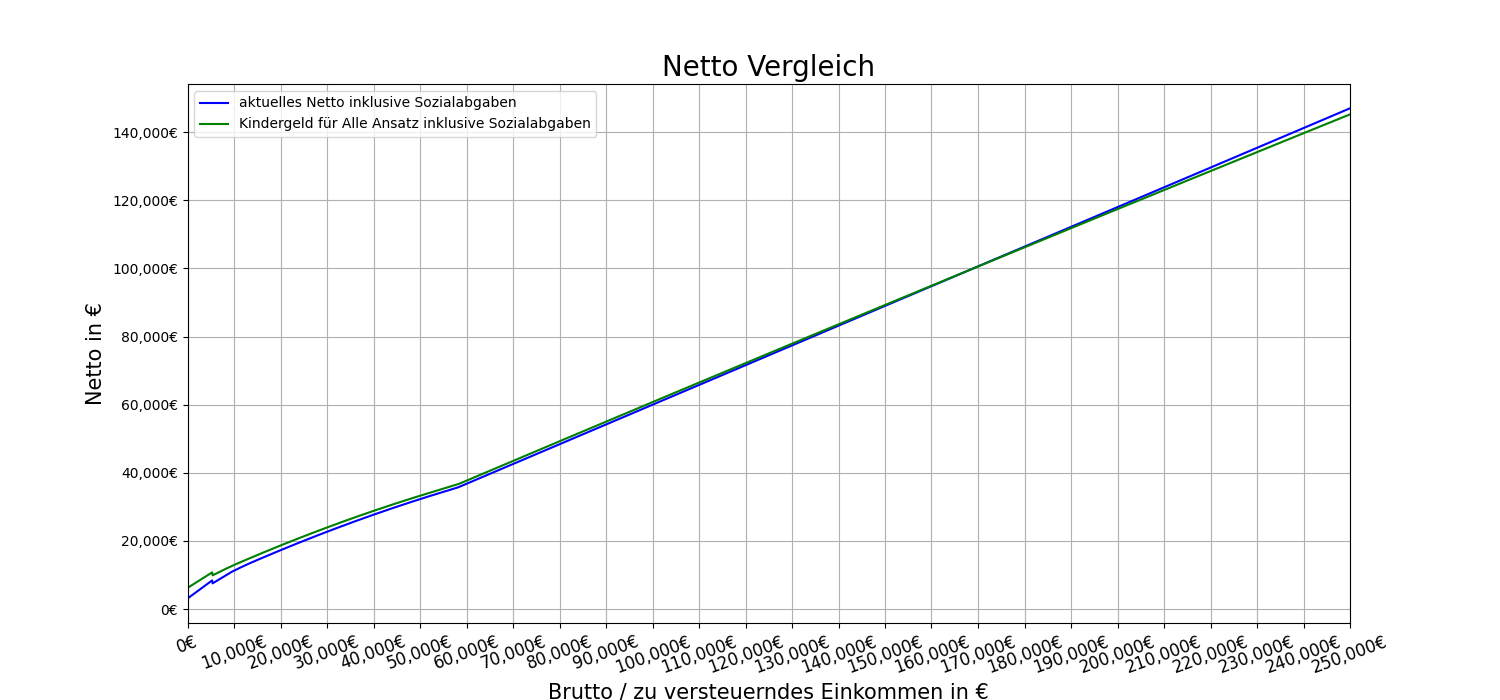 Netto Vergleich
aktuelles Netto inklusive Sozialabgaben
Kindergeld für Alle Ansatz inklusive Sozialabgaben
140,000€
120,000€
100,000€
80,000€
60,000€
40,000€
20,000€
0€
Netto in €
0€ 10,000€ 20,000€ 30,000€ 40,000€ 50,000€ 60,000€ 70,000€ 80,000€ 90,000€ 100,000€ 110,000€ 120,000€ 130,000€ 140,000€ 150,000€ 160,000€ 170,000€ 180,000€ 190,000€ 200,000€ 210,000€ 220,000€ 230,000€ 240,000€ 250,000€
Brutto / zu versteuerndes Einkommen in €